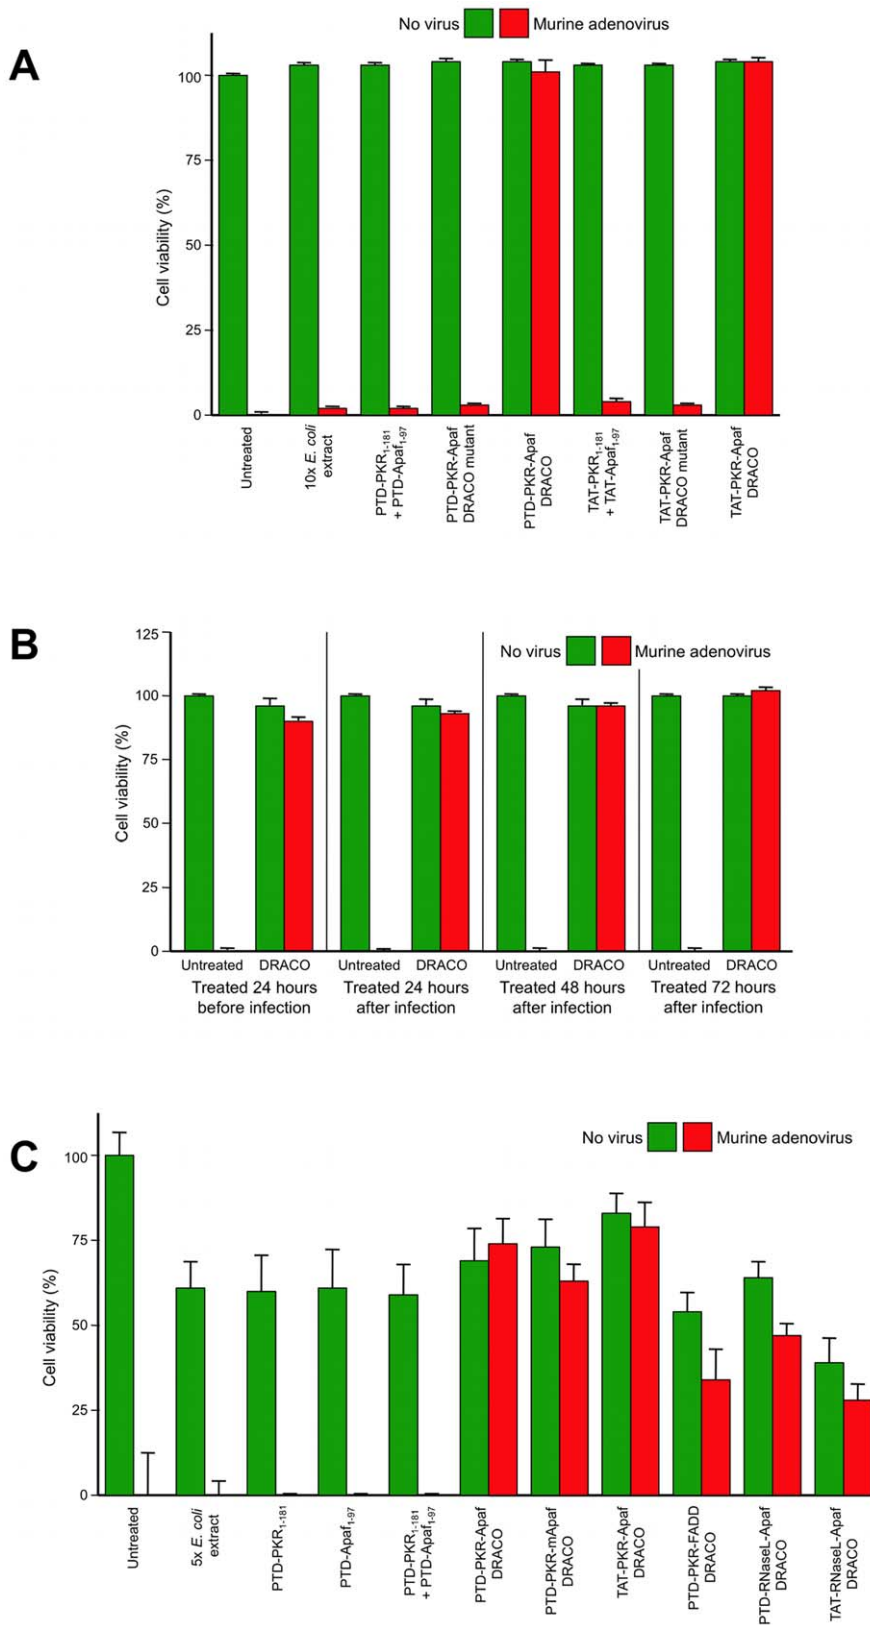 No virus Murine adenovirus
A
Cell viability (%)
100
75
50
25
0
Untreated
10x E. coli
extract
PTD-PKR1-181
+ PTD-Apaf1-97
PTD-PKR-Apaf
DRACO mutant
PTD-PKR-Apaf
DRACO
TAT-PKR1-181
+ TAT-Apaf1-97
TAT-PKR-Apaf
DRACO mutant
TAT-PKR-Apaf
DRACO
B
No virus Murine adenovirus
Cell viability (%)
125
100
75
50
25
0
Untreated DRACO Untreated DRACO Untreated DRACO Untreated DRACO
Treated 24 hours Treated 24 hours Treated 48 hours Treated 72 hours
before infection after infection after infection after infection
C
No virus Murine adenovirus
Cell viability (%)
100
75
50
25
0
Untreated
5x E. coli
extract
PTD-PKR1-181
PTD-Apaf1-97
PTD-PKR1-181
+ PTD-Apaf1-97
PTD-PKR-Apaf
DRACO
PTD-PKR-mApaf
DRACO
TAT-PKR-Apaf
DRACO
PTD-PKR-FADD
DRACO
PTD-RNaseL-Apaf
DRACO
TAT-RNaseL-Apaf
DRACO